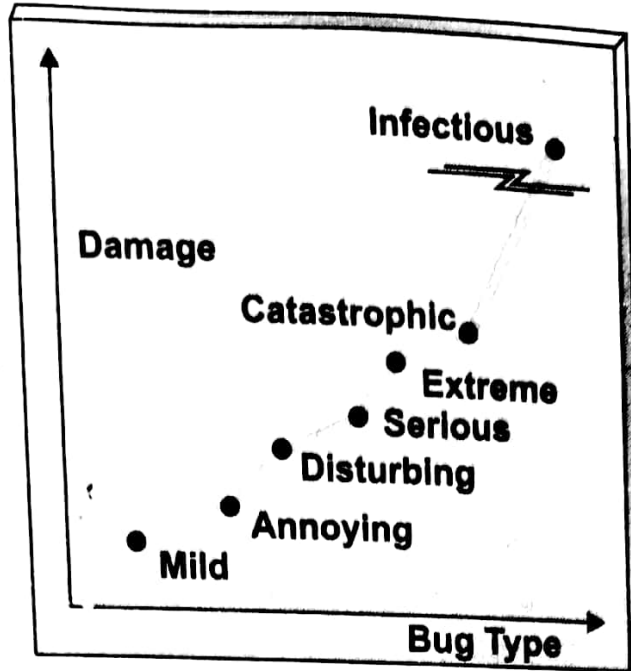 Infectious
Damage
Catastrophic
Extreme
Serious
Disturbing
Annoying
Mild
Bug Type